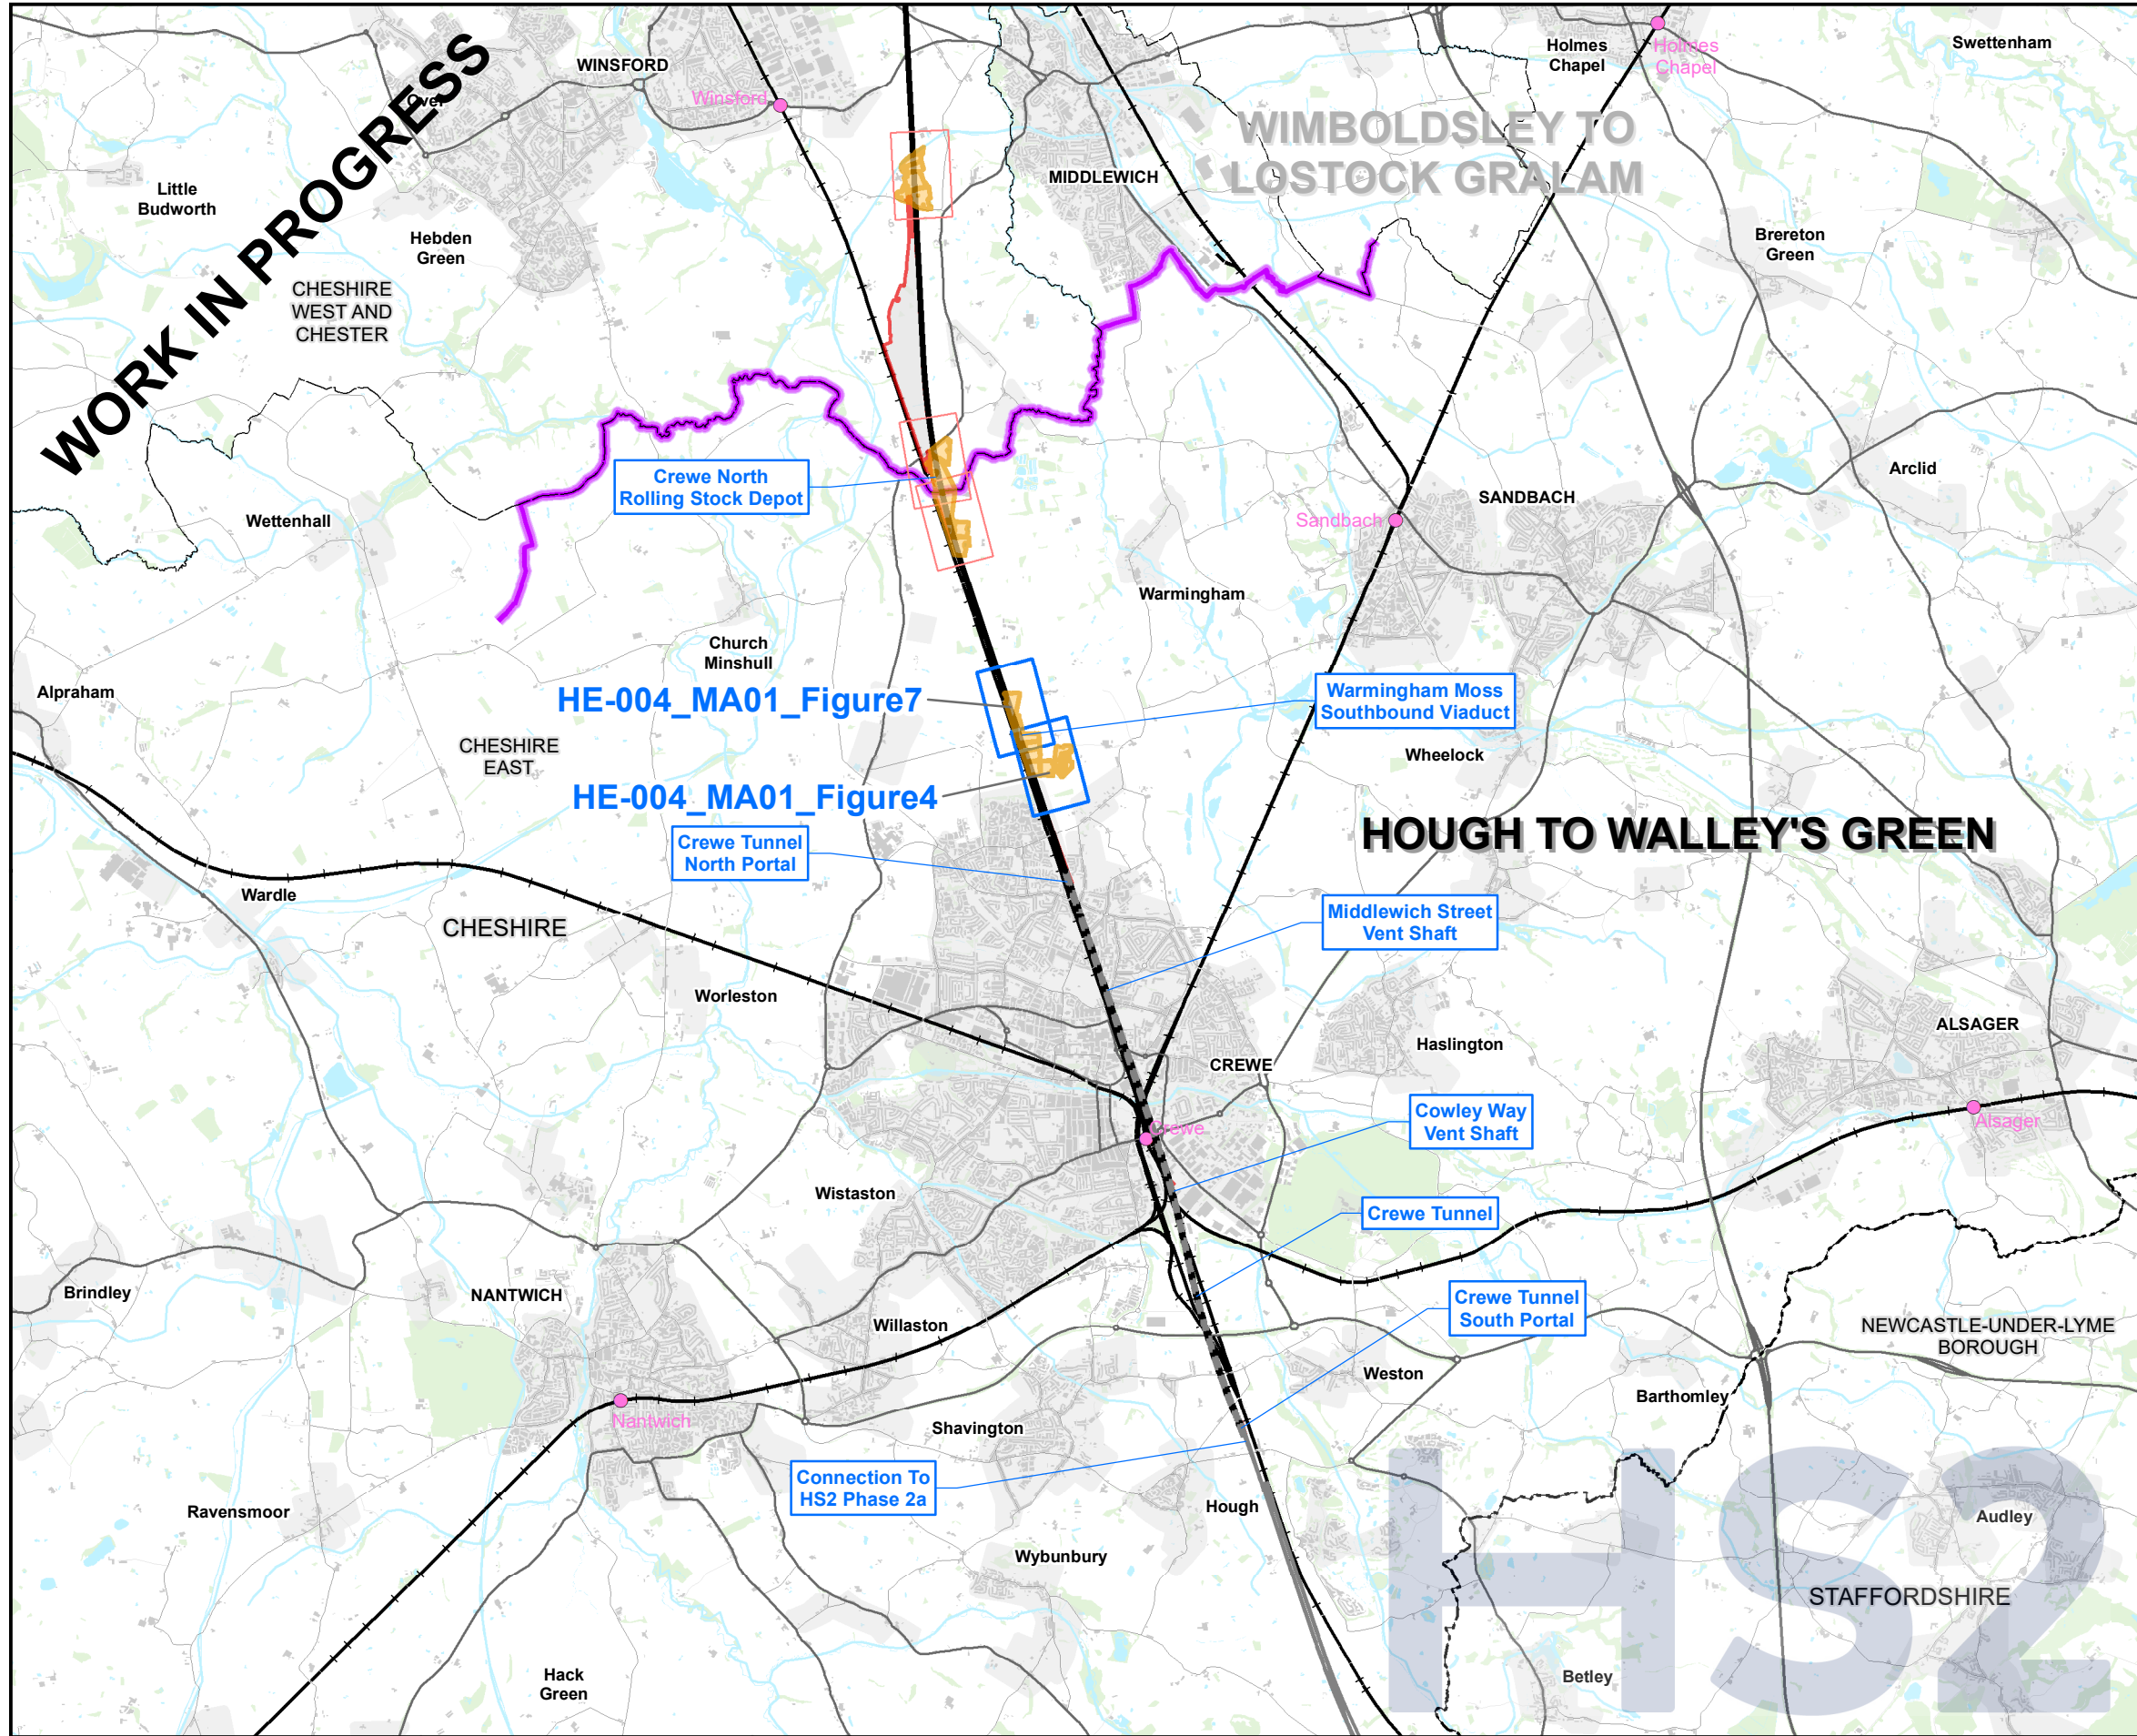 WORK IN PROGRESS
WINSFORD
Over
Winsford
Holmes
Chapel
Holmes
Chapel
Swettenham
WIMBOLDSLEY TO
LOSTOCK GRALAM
MIDDLEWICH
Little
Budworth
Hebden
Green
Brereton
Green
CHESHIRE
WEST AND
CHESTER
Crewe North
Rolling Stock Depot
Arclid
SANDBACH
Sandbach
Wettenhall
Warmingham
Church
Minshull
Alpraham
HE-004_MA01_Figure7
Warmingham Moss
Southbound Viaduct
CHESHIRE
EAST
Wheelock
HE-004_MA01_Figure4
HOUGH TO WALLEY'S GREEN
Crewe Tunnel
North Portal
Wardle
CHESHIRE
Middlewich Street
Vent Shaft
Worleston
ALSAGER
Haslington
CREWE
Cowley Way
Vent Shaft
Alsager
Crewe
Wistaston
Crewe Tunnel
Brindley
NANTWICH
Crewe Tunnel
South Portal
Willaston
NEWCASTLE-UNDER-LYME
BOROUGH
Weston
Barthomley
Nantwich
Shavington
Connection To
HS2 Phase 2a
Ravensmoor
Hough
Audley
Wybunbury
HS2
STAFFORDSHIRE
Hack
Green
Betley